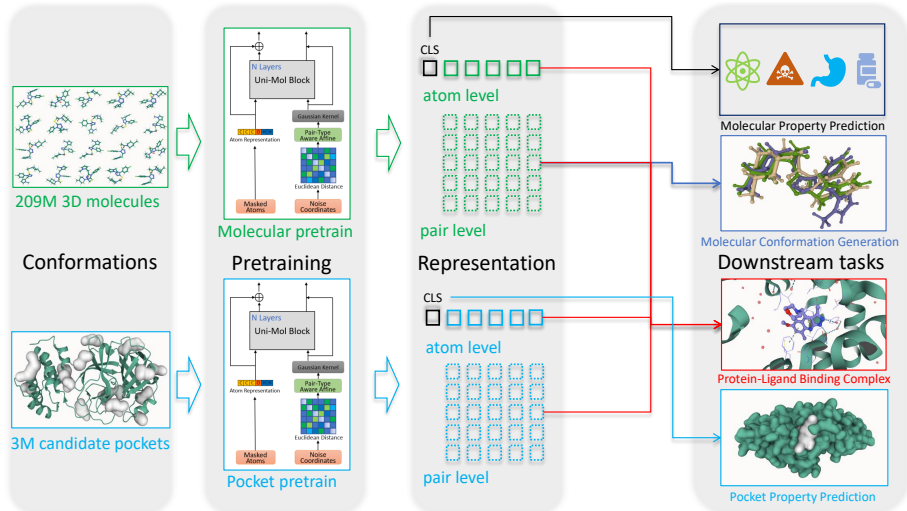 Conformations
209M 3D molecules
3M candidate pockets
Pretraining
N Layers
Uni-Mol Block
Gaussian Kernel
Atom Representation
Pair-Type
Aware Affine
Euclidean Distance
Masked
Atoms
Noise
Coordinates
Molecular pretrain
N Layers
Uni-Mol Block
Gaussian Kernel
Pair-Type
Aware Affine
Atom Representation
Euclidean Distance
Masked
Atoms
Noise
Coordinates
Pocket pretrain
Representation
CLS
atom level
pair level
CLS
atom level
pair level
Downstream tasks
Molecular Property Prediction
Molecular Conformation Generation
Protein-Ligand Binding Complex
Pocket Property Prediction